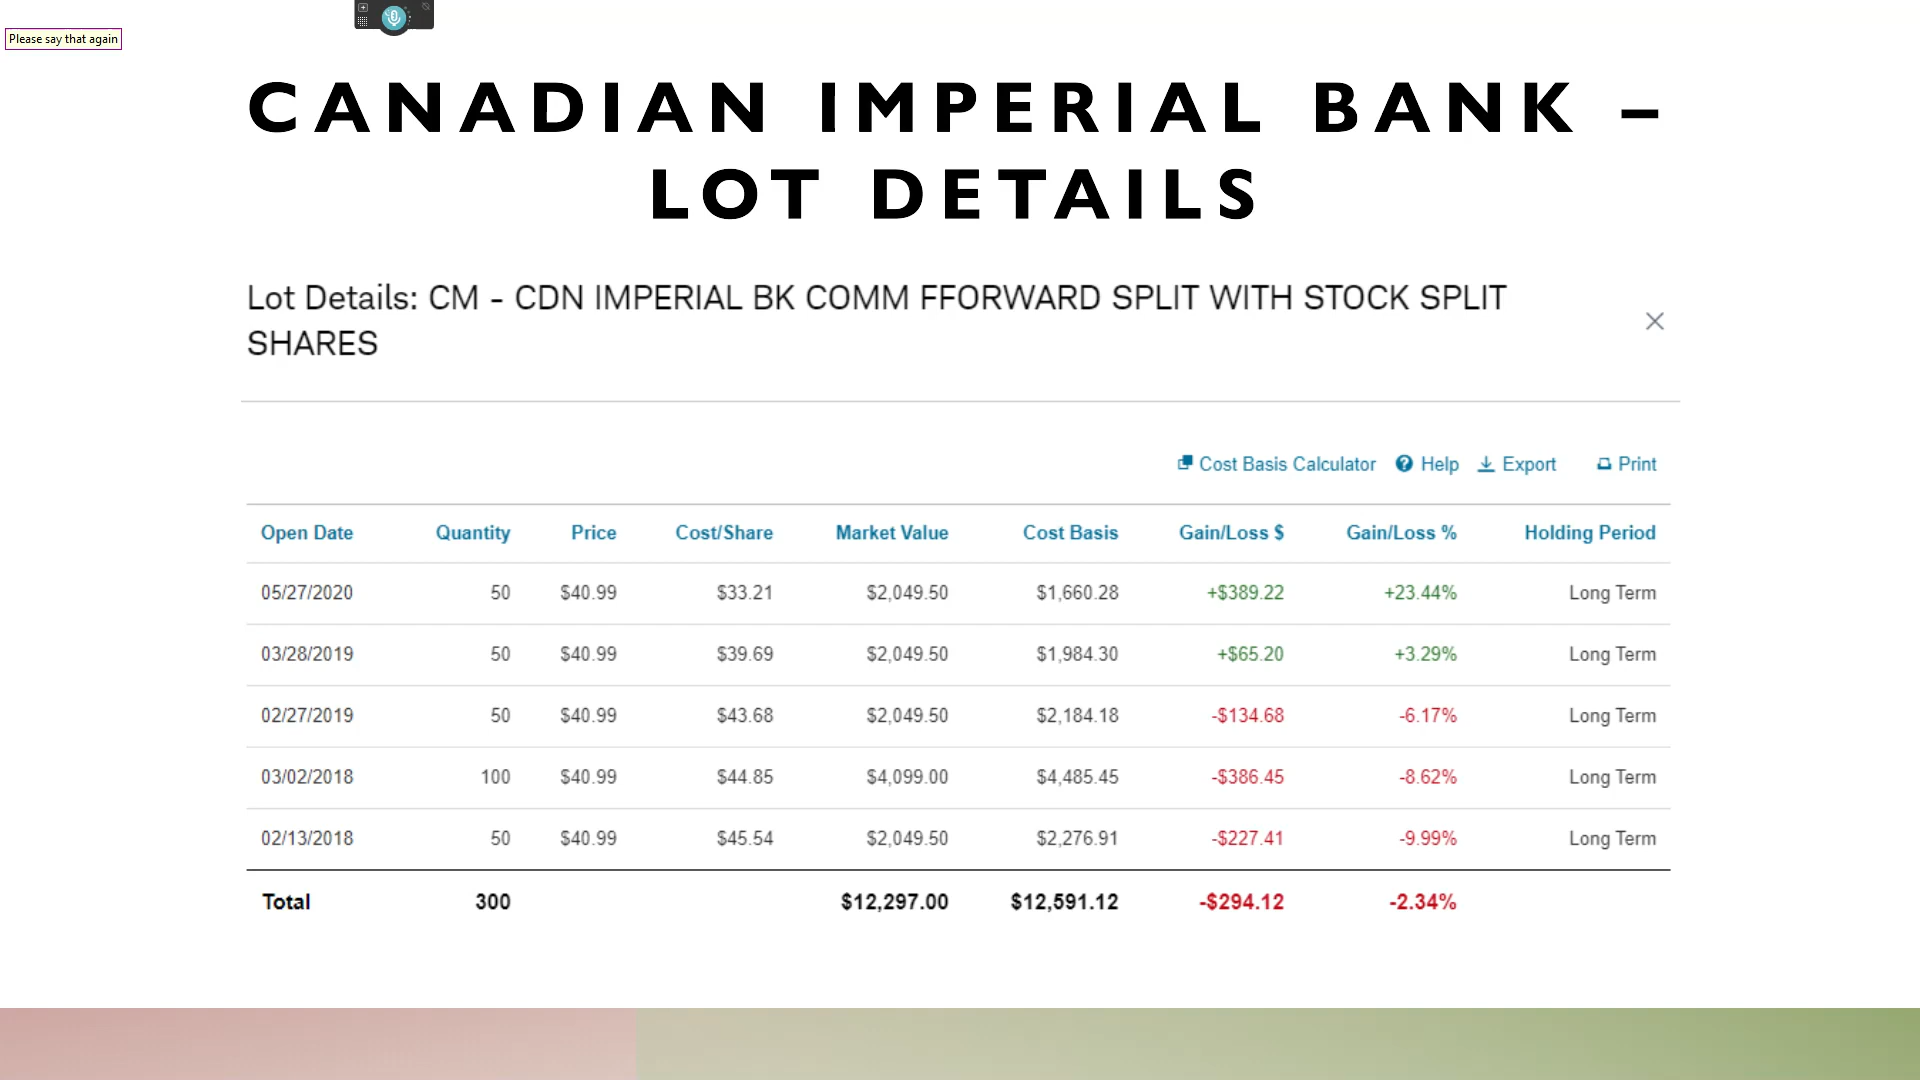 Please say that again
CANADIAN IMPERIAL BANK –
LOT DETAILS
Lot Details: CM - CDN IMPERIAL BK COMM FFORWARD SPLIT WITH STOCK SPLIT
SHARES
Cost Basis Calculator Help Export Print
Open Date Quantity Price Cost/Share Market Value Cost Basis Gain/Loss $ Gain/Loss % Holding Period
05/27/2020 50 $40.99 $33.21 $2,049.50 $1,660.28 +$389.22 +23.44% Long Term
03/28/2019 50 $40.99 $39.69 $2,049.50 $1,984.30 +$65.20 +3.29% Long Term
02/27/2019 50 $40.99 $43.68 $2,049.50 $2,184.18 -$134.68 -6.17% Long Term
03/02/2018 100 $40.99 $44.85 $4,099.00 $4,485.45 -$386.45 -8.62% Long Term
02/13/2018 50 $40.99 $45.54 $2,049.50 $2,276.91 -$227.41 -9.99% Long Term
Total 300 $12,297.00 $12,591.12 -$294.12 -2.34%